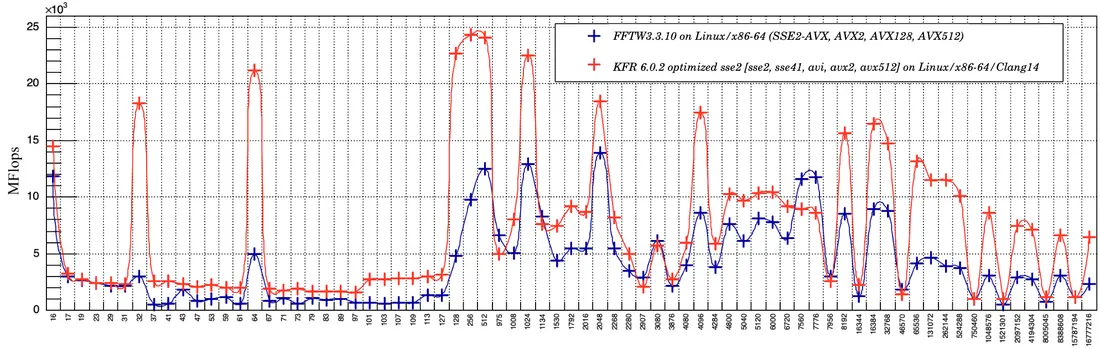 ×10³
25
20
15
10
5
0
MFlops
FFTW3.3.10 on Linux/x86-64 (SSE2-AVX, AVX2, AVX128, AVX512)
KFR 6.0.2 optimized sse2 [sse2, sse41, avi, avx2, avx512] on Linux/x86-64/Clang14
16 17 19 23 29 31 32 37 41 43 47 53 59 61 64 67 71 73 79 83 89 97 101 103 107 109 113 127 128 256 512 975 1008 1024 1134 1530 1792 2016 2048 2268 2280 2907 3080 3876 4080 4096 4284 4800 5040 5120 6000 6720 7560 7776 7956 8192 16344 16384 32768 46570 65536 131072 262144 524288 750460 1048576 1521301 2097152 4194304 8005045 8388608 15787194 16777216